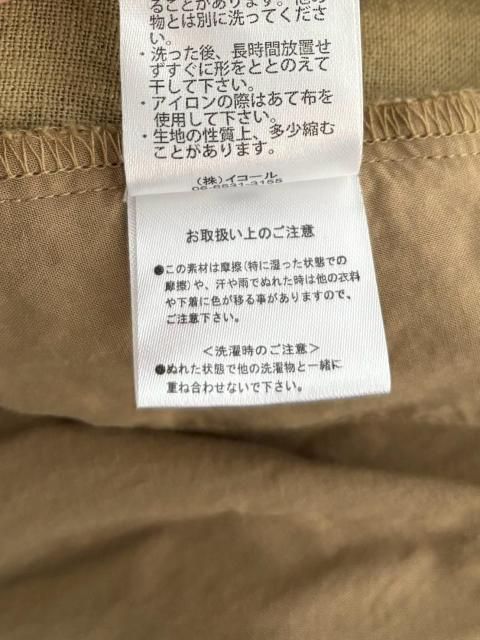 ることがあります。他の
物とは別に洗ってくださ
い。
・洗った後、長時間放置せ
ずすぐに形をととのえて
干して下さい。
・アイロンの際はあて布を
使用して下さい。
・生地の性質上、多少縮む
ことがあります。
(株)イコール
06-6531-3155
お取扱い上のご注意
●この素材は摩擦(特に湿った状態での
摩擦)や、汗や雨でぬれた時は他の衣料
や下着に色が移る事がありますので、
ご注意下さい。
<洗濯時のご注意>
●ぬれた状態で他の洗濯物と一緒に
重ね合わせないで下さい。